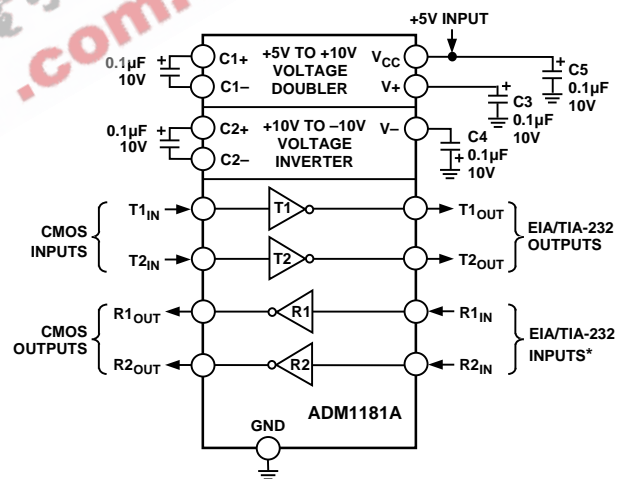 .com
+5V INPUT
0.1µF
10V
C1+
C1–
+5V TO +10V
VOLTAGE
DOUBLER
VCC
V+
C5
0.1µF
10V
C3
0.1µF
10V
0.1µF
10V
C2+
C2–
+10V TO –10V
VOLTAGE
INVERTER
V–
C4
0.1µF
10V
CMOS
INPUTS
T1IN
T1
T1OUT
T2IN
T2
T2OUT
EIA/TIA-232
OUTPUTS
CMOS
OUTPUTS
R1OUT
R1
R1IN
R2OUT
R2
R2IN
EIA/TIA-232
INPUTS*
ADM1181A
GND